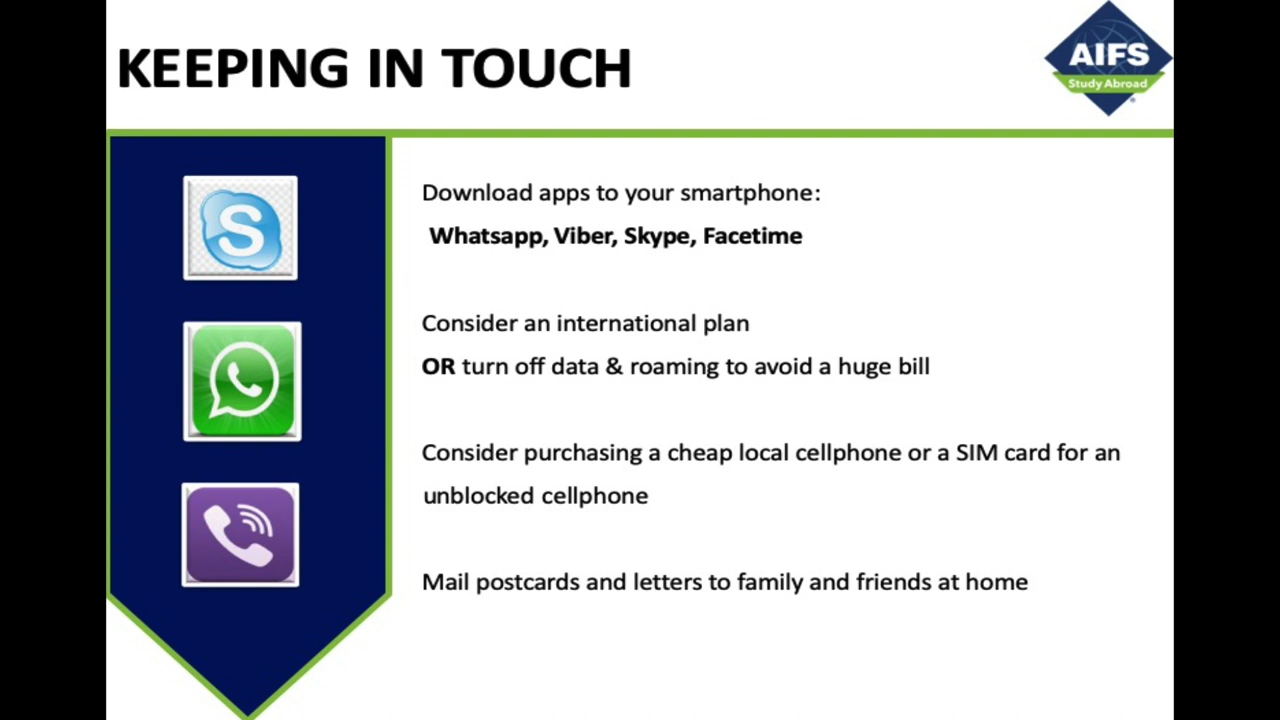 KEEPING IN TOUCH
AIFS
Study Abroad
Download apps to your smartphone:
Whatsapp, Viber, Skype, Facetime
Consider an international plan
OR turn off data & roaming to avoid a huge bill
Consider purchasing a cheap local cellphone or a SIM card for an
unblocked cellphone
Mail postcards and letters to family and friends at home